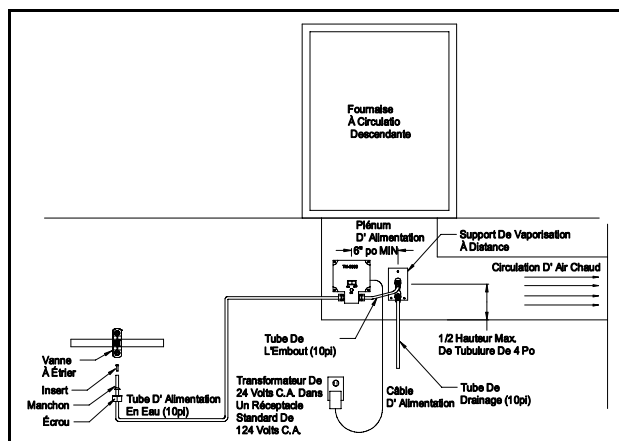 Fournaise
À Circulatio
Descendante
Plénum
D' Alimentation
6" po MIN
Support De Vaporisation
À Distance
Circulation D' Air Chaud
Tube De
L'Embout (10pi)
1/2 Hauteur Max.
De Tubulure De 4 Po
Vanne
À Étrier
Insert
Manchon
Écrou
Tube D' Alimentation
En Eau (10pi)
Transformateur De
24 Volts C.A. Dans
Un Réceptacle
Standard De
124 Volts C.A.
Câble
D' Alimentation
Tube De
Drainage (10pi)